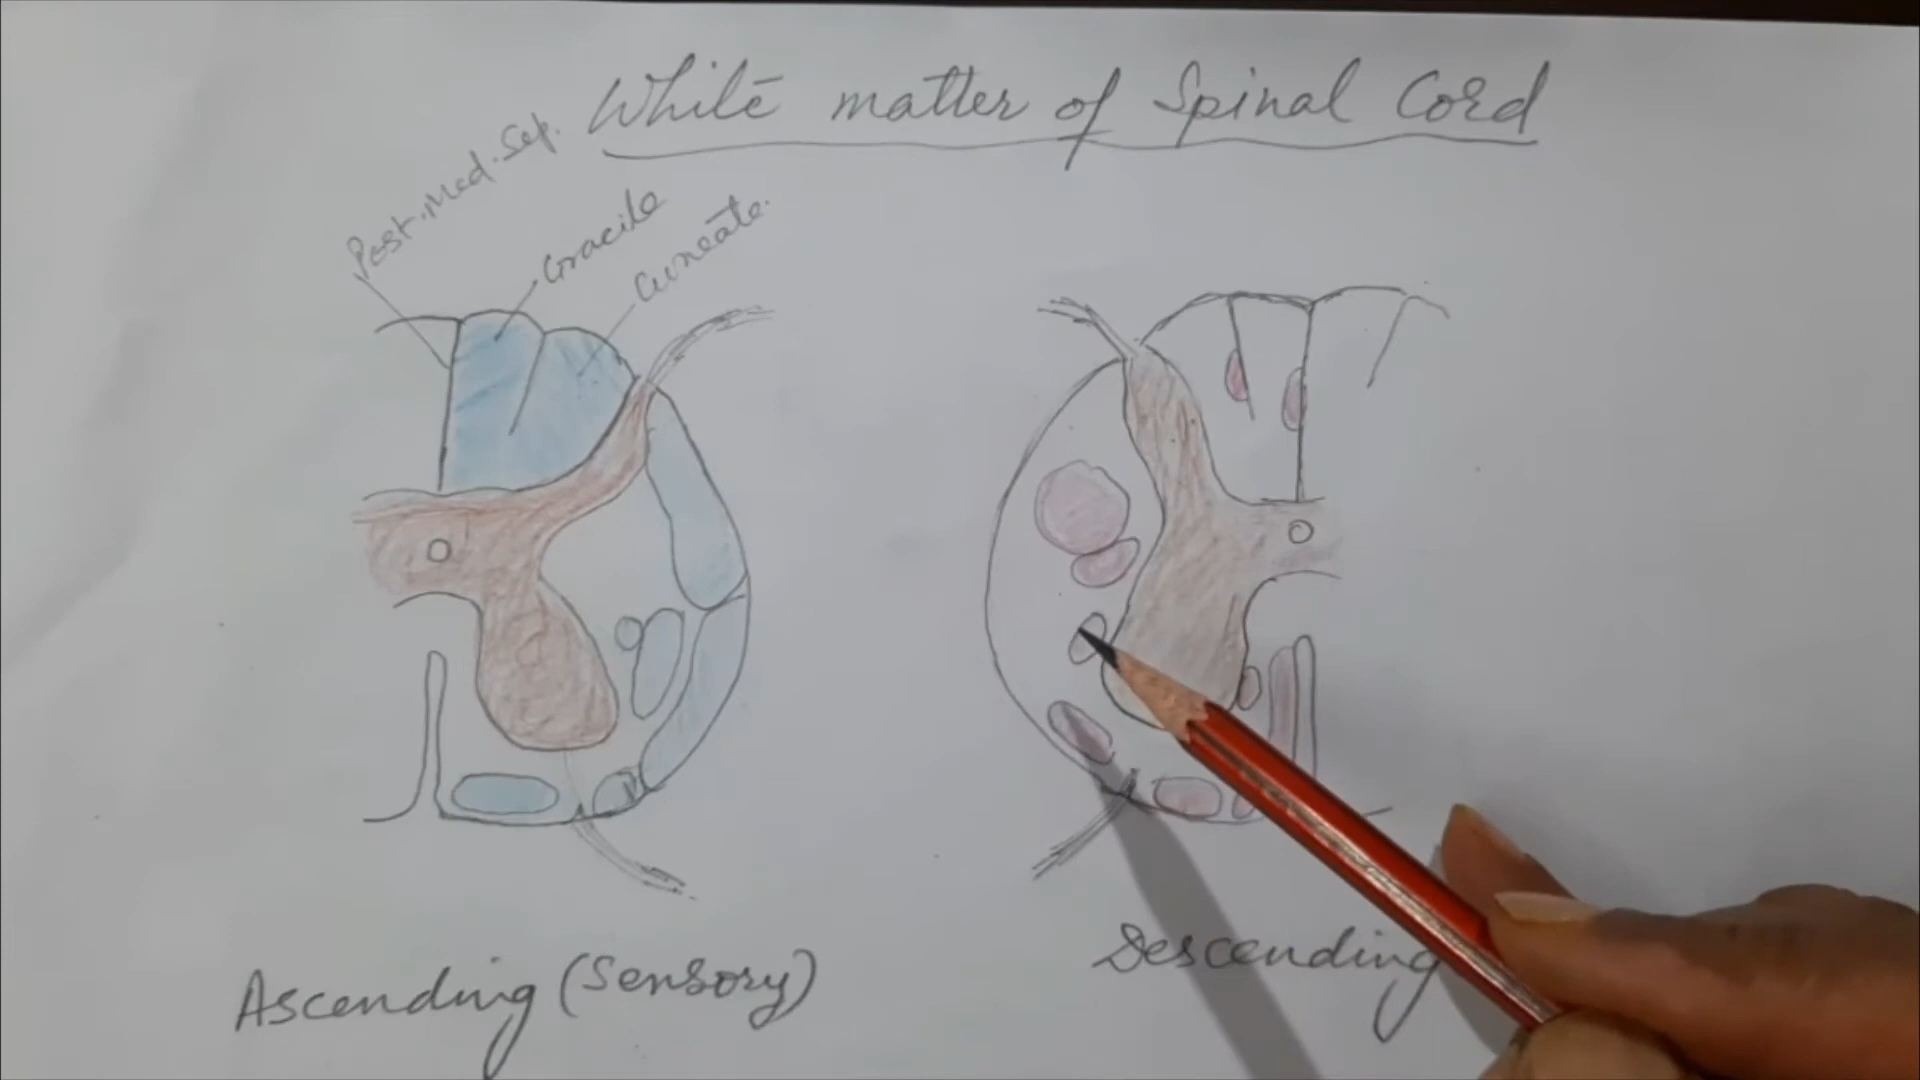 White matter of Spinal Cord
Post. Med. Sep.
Gracile
Cuneate.
Ascending (Sensory)
Descending